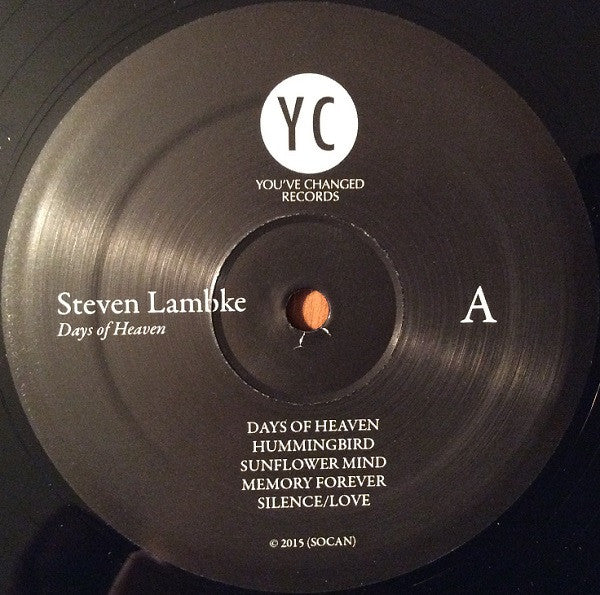 YC
YOU'VE CHANGED
RECORDS
Steven Lambke
Days of Heaven
A
DAYS OF HEAVEN
HUMMINGBIRD
SUNFLOWER MIND
MEMORY FOREVER
SILENCE/LOVE
© 2015 (SOCAN)